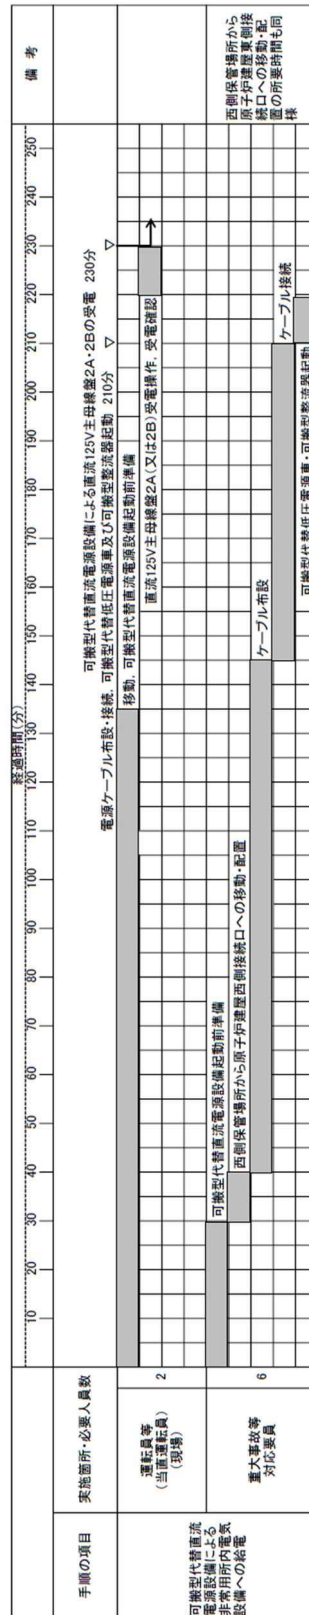 手順の項目
実施箇所・必要人員数
経過時間(分)
10 20 30 40 50 60 70 80 90 100 110 120 130 140 150 160 170 180 190 200 210 220 230 240 250
備 考
可搬型代替直流電源設備による直流125V主母線盤2A・2Bの受電 230分
電源ケーブル布設・接続,可搬型代替低圧電源車及び可搬型整流器起動 210分
▽
▽
可搬型代替直流
電源設備による
非常用所内電気
設備への給電
運転員等
(当直運転員)
(現場)
2
移動,可搬型代替直流電源設備起動前準備
直流125V主母線盤2A(又は2B)受電操作,受電確認
重大事故等
対応要員
6
可搬型代替直流電源設備起動前準備
西側保管場所から原子炉建屋西側接続口への移動・配置
ケーブル布設
ケーブル接続
可搬型代替低圧電源車・可搬型整流器起動
西側保管場所から
原子炉建屋東側接
続口への移動・配
置の所要時間も同
様